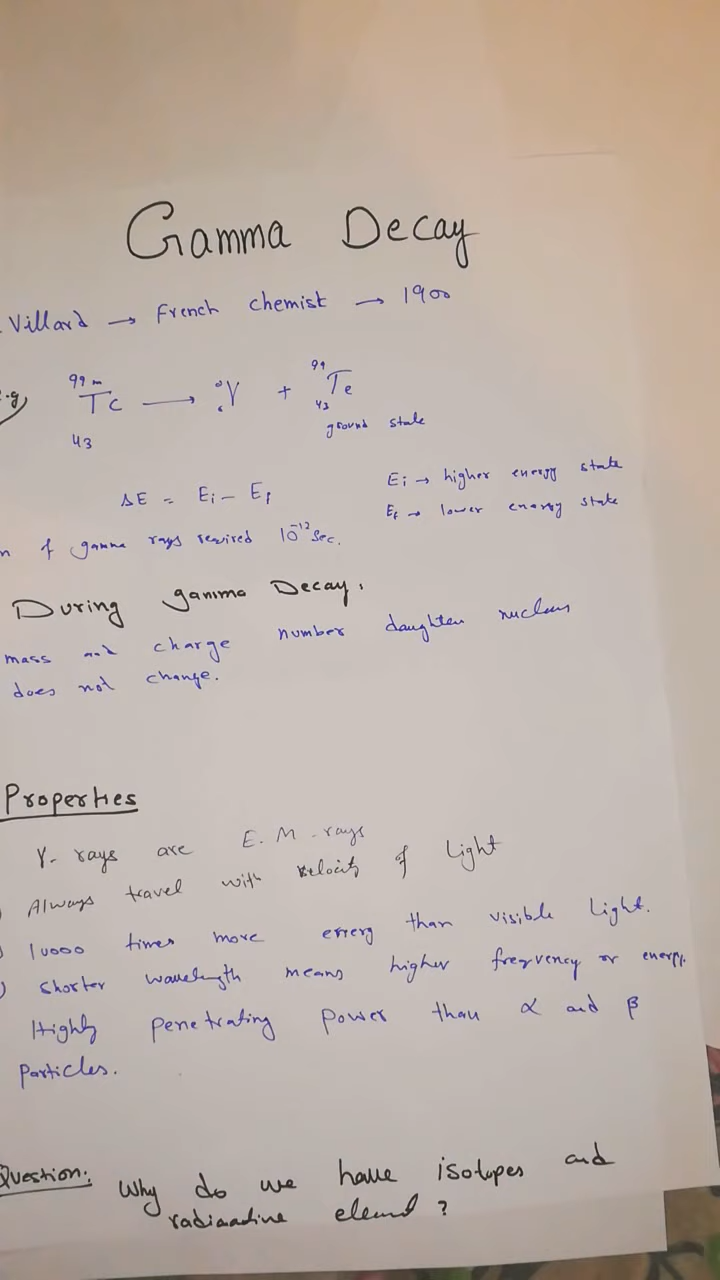 Gamma Decay
. Villard → French chemist → 1900
e.g
99m
43 Tc → °₀γ + 99
43 Te
ground state
ΔE = Ei - Ef
Ei → higher energy state
Ef → lower energy state
n of gamma rays required 10⁻¹² Sec.
During gamma Decay.
mass and charge number daughter nucleus
does not change.
Properties
γ- rays are E.M-rays
Always travel with velocity of Light
10000 times more energ than visible Light.
Shorter wavelength means higher frequency or energy.
Highly penetrating power than α and β
Particles.
Question: Why do we have isotopes and
radioactive element ?